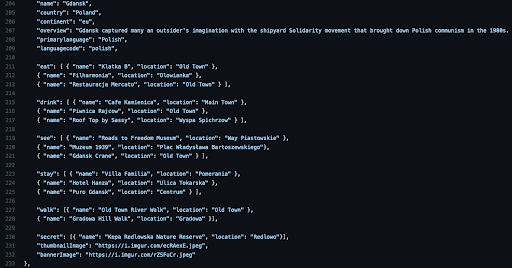 204 "name": "Gdansk",
205 "country": "Poland",
206 "continent": "eu",
207 "overview": "Gdansk captured many an outsider's imagination with the shipyard Solidarity movement that brought down Polish communism in the 1980s.
208 "primarylanguage": "Polish",
209 "languagecode": "polish",
210
211 "eat": [ { "name": "Klatka B", "location": "Old Town" },
212 { "name": "Filharmonia", "location": "Olowianka" },
213 { "name": "Restauracja Mercato", "location": "Old Town" } ],
214
215 "drink": [ { "name": "Cafe Kamienica", "location": "Main Town" },
216 { "name": "Piwnica Rajcow", "location": "Old Town" },
217 { "name": "Roof Top by Sassy", "location": "Wyspa Spichrzow" } ],
218
219 "see": [ { "name": "Roads to Freedom Museum", "location": "Way Piastowskie" },
220 { "name": "Muzeum 1939", "location": "Plac Władysława Bartoszewskiego"},
221 { "name": "Gdansk Crane", "location": "Old Town" } ],
222
223 "stay": [ { "name": "Villa Familia", "location": "Pomerania" },
224 { "name": "Hotel Hanza", "location": "Ulica Tokarska" },
225 { "name": "Puro Gdansk", "location": "Centrum" } ],
226
227 "walk": [{ "name": "Old Town River Walk", "location": "Old Town" },
228 { "name": "Gradowa Hill Walk", "location": "Gradowa" }],
229
230 "secret": [{ "name": "Kepa Redlowska Nature Reserve", "location": "Redlowo"}],
231 "thumbnailImage": "https://i.imgur.com/ecRAexE.jpeg",
232 "bannerImage": "https://i.imgur.com/rZSFuCr.jpeg"
233 },